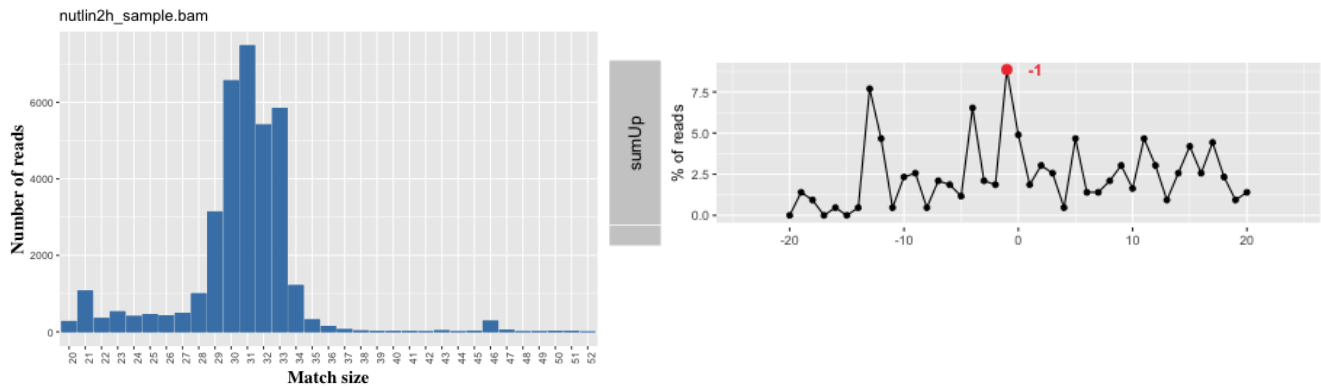 nutlin2h_sample.bam
Number of reads
6000
4000
2000
0
20 21 22 23 24 25 26 27 28 29 30 31 32 33 34 35 36 37 38 39 40 41 42 43 44 45 46 47 48 49 50 51 52
Match size
sumUp
% of reads
7.5
5.0
2.5
0.0
-1
-20 -10 0 10 20